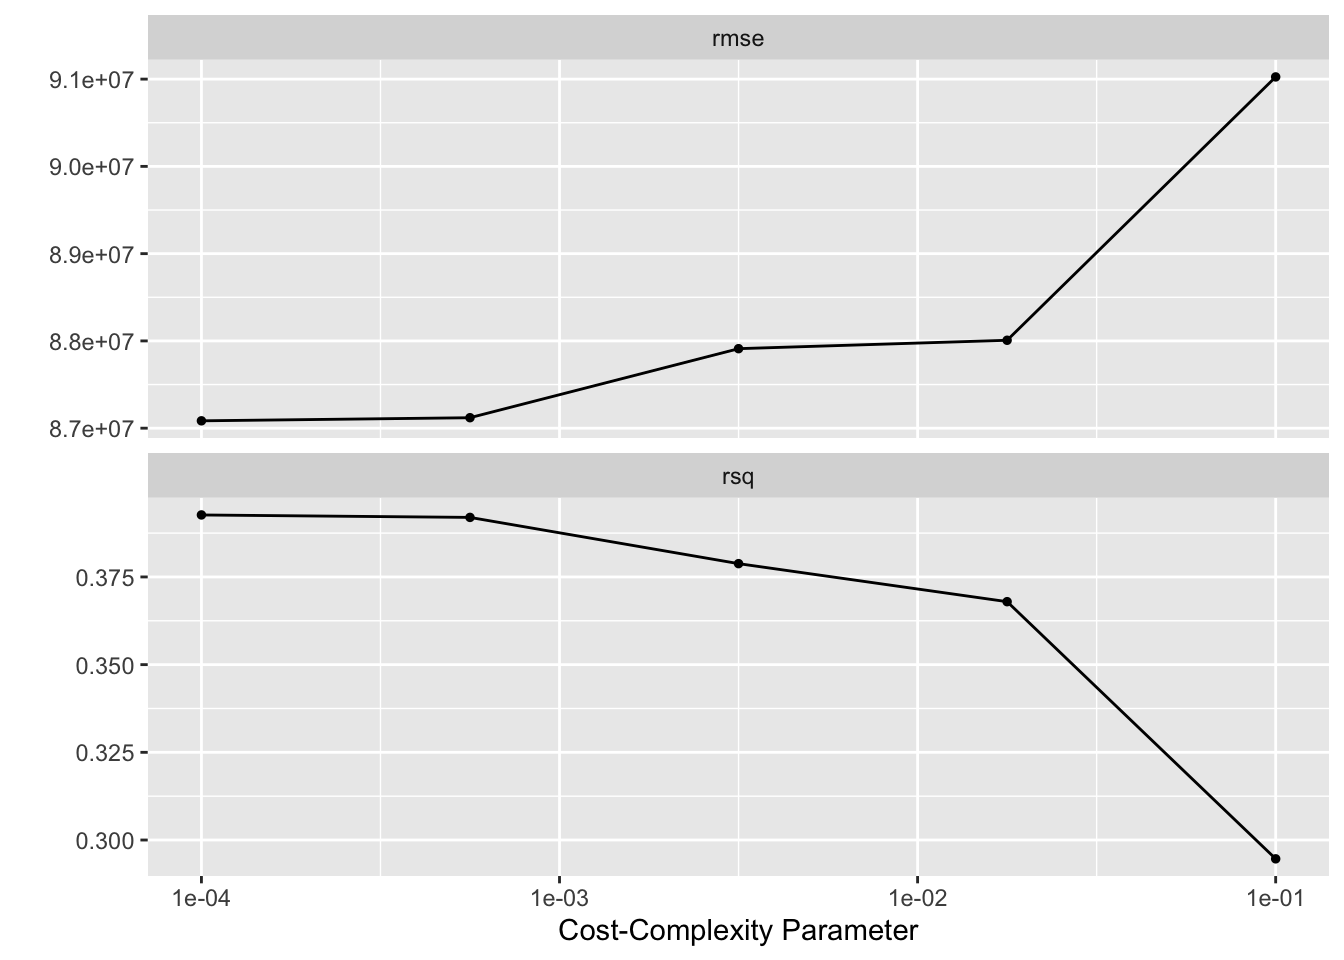 rmse
9.1e+07
9.0e+07
8.9e+07
8.8e+07
8.7e+07
rsq
0.375
0.350
0.325
0.300
1e-04 1e-03 1e-02 1e-01
Cost-Complexity Parameter